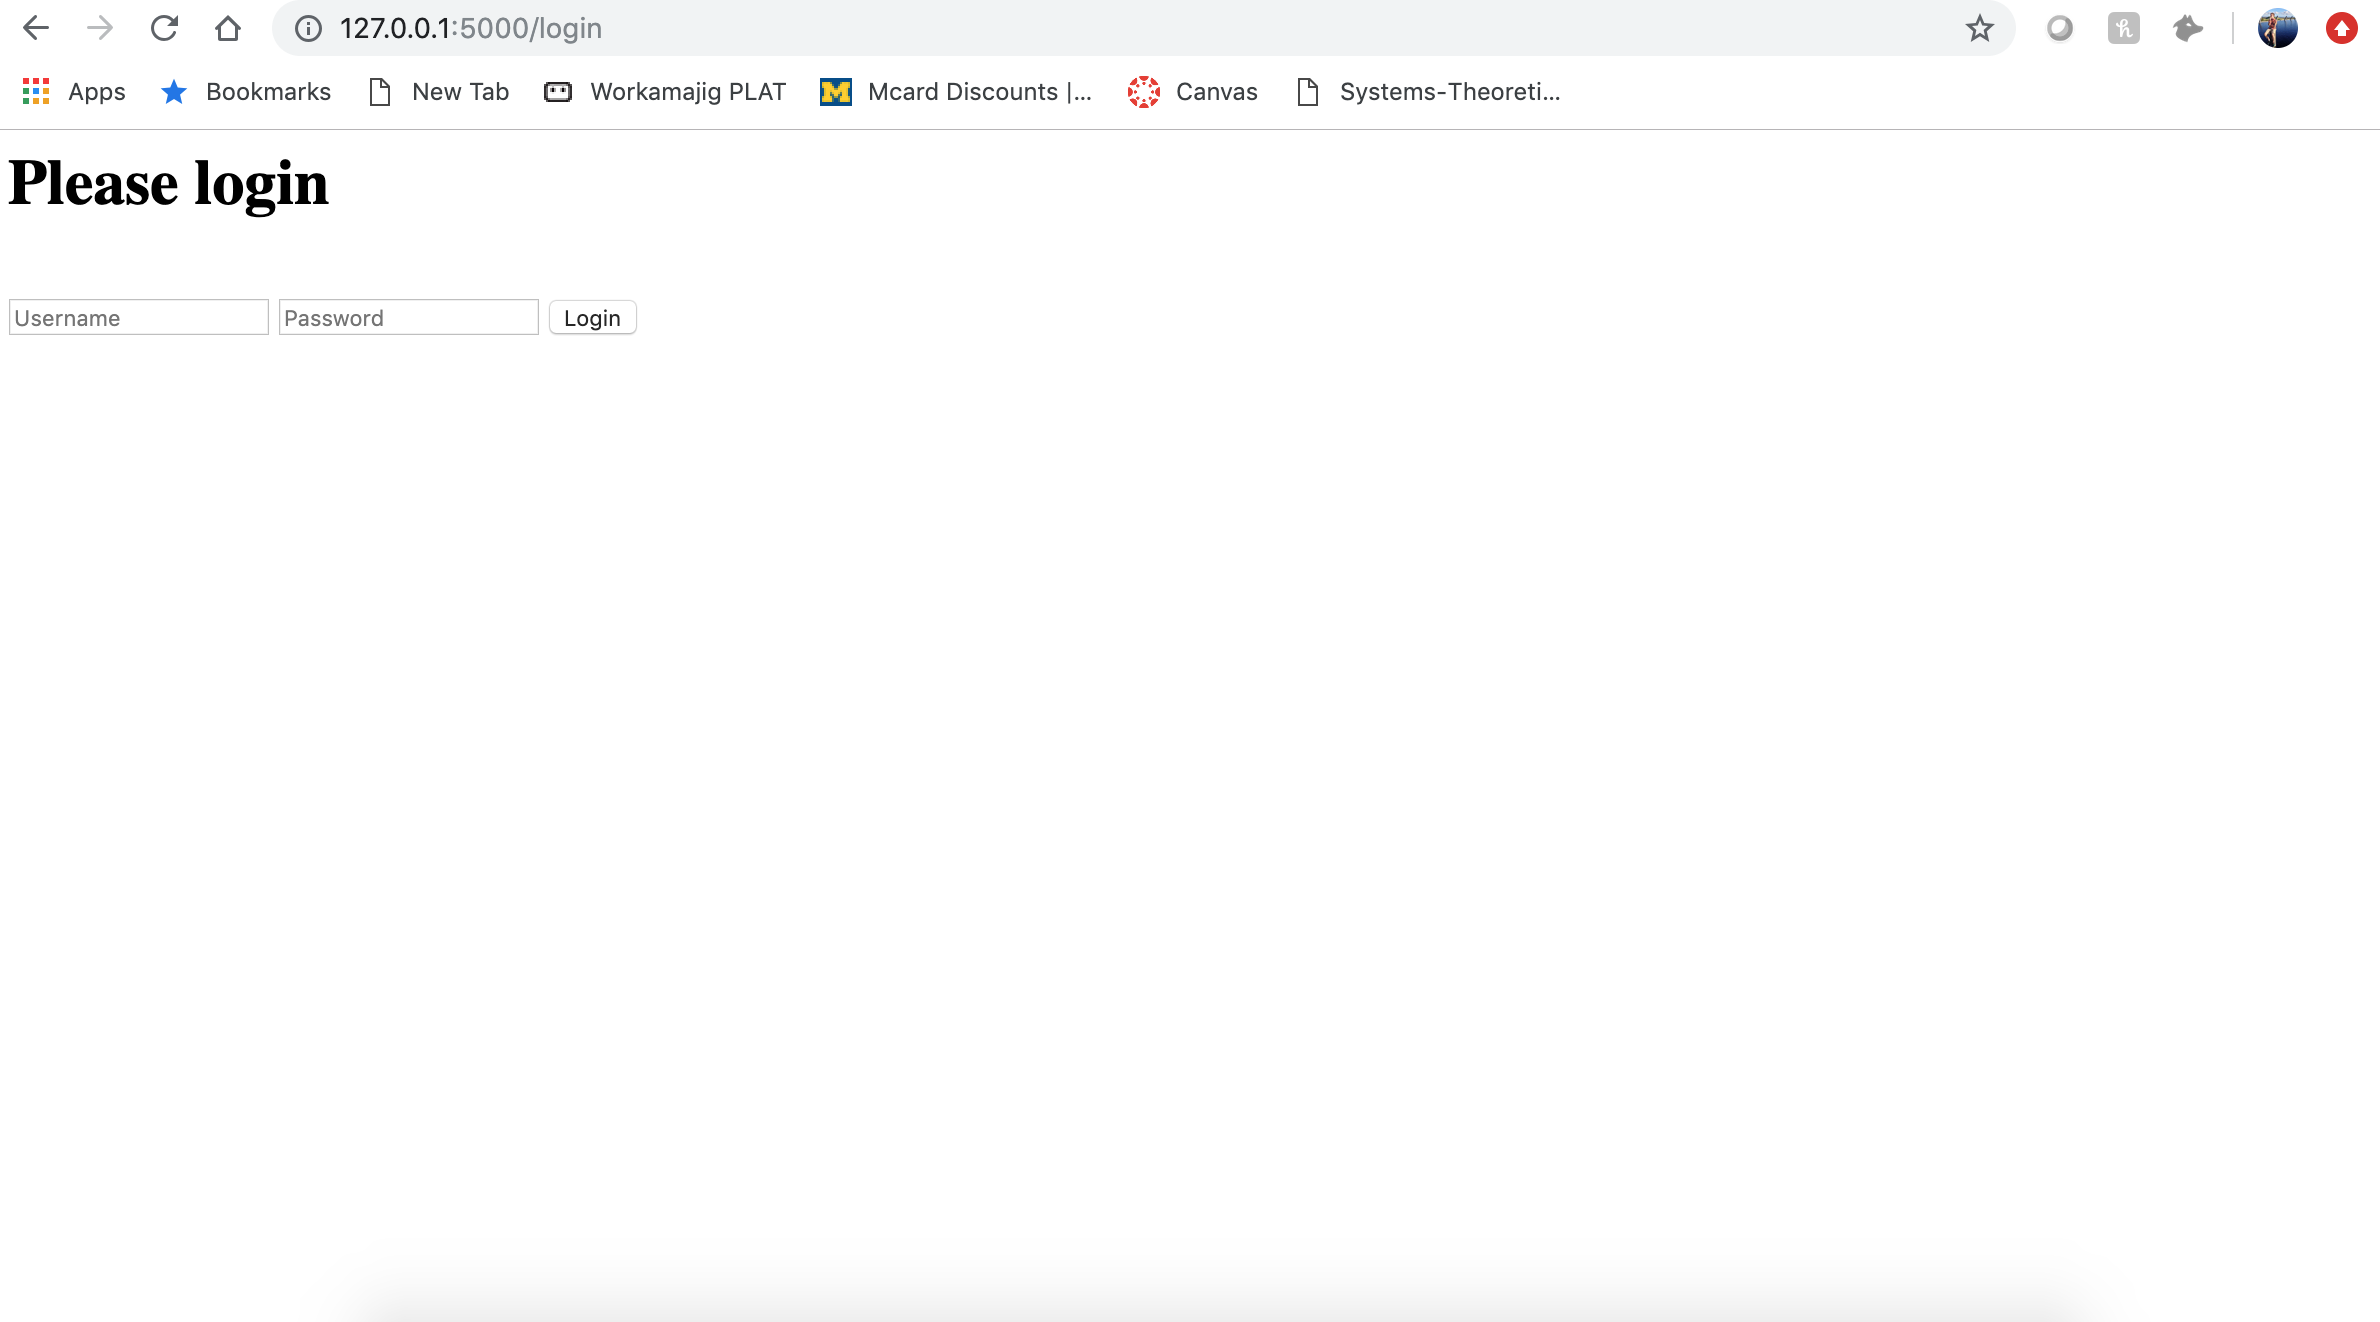 127.0.0.1:5000/login
Apps Bookmarks New Tab Workamajig PLAT Mcard Discounts |... Canvas Systems-Theoreti...
Please login
Username Password Login